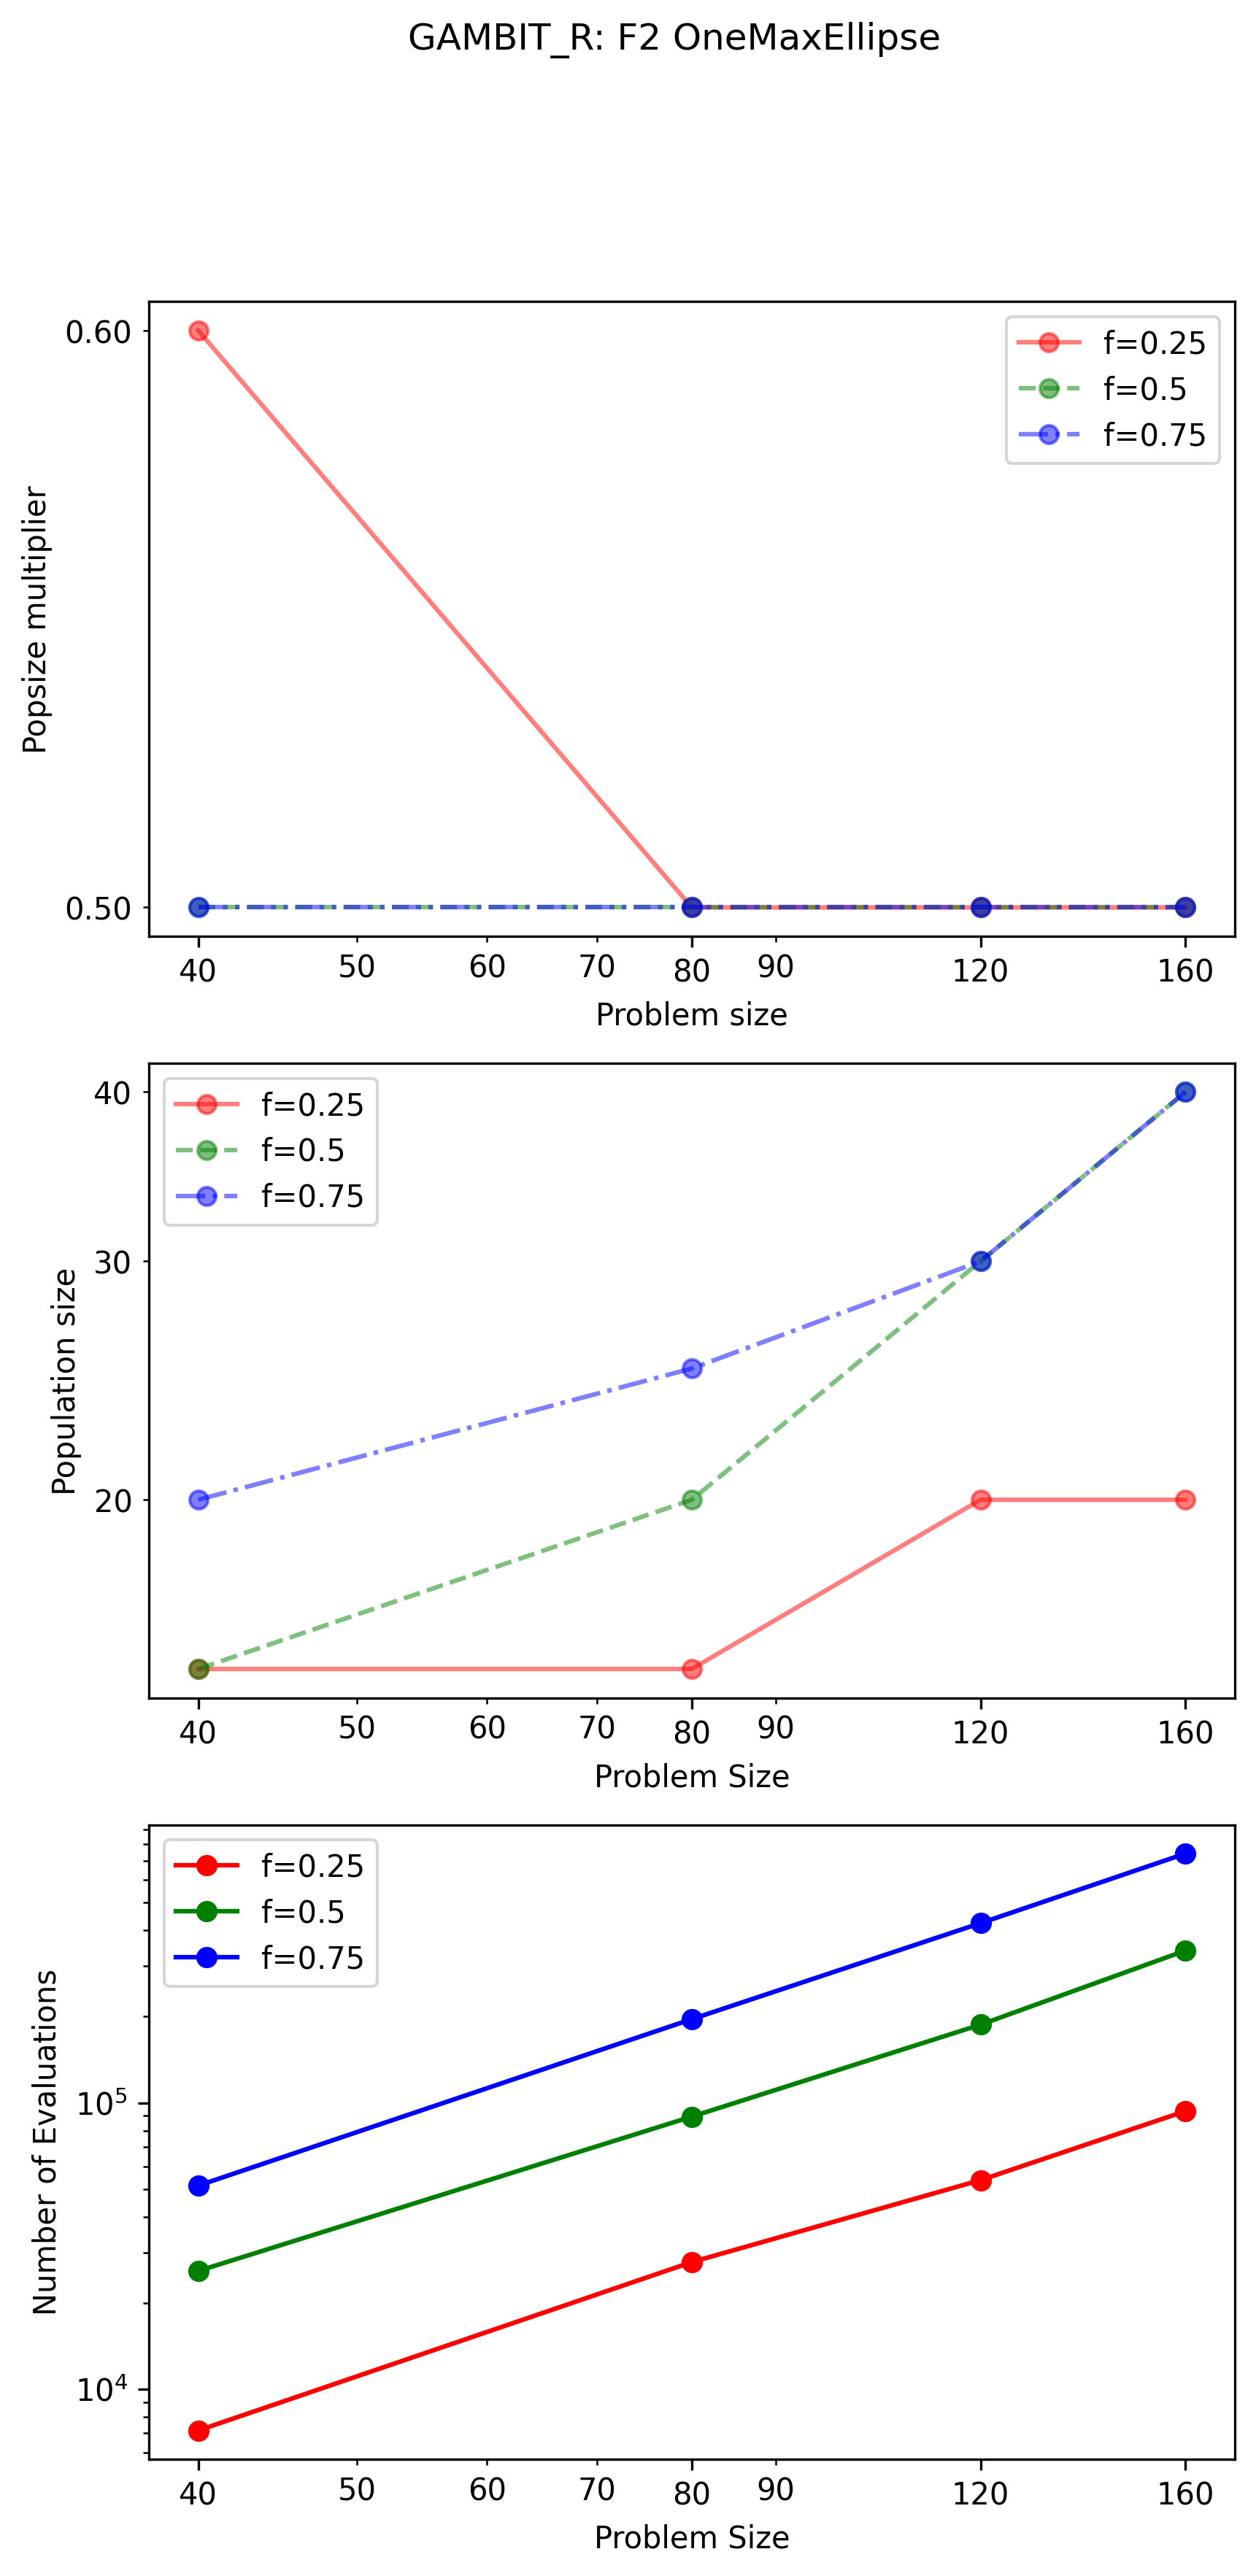 GAMBIT_R: F2 OneMaxEllipse
0.60
0.50
Popsize multiplier
f=0.25
f=0.5
f=0.75
40 50 60 70 80 90 120 160
Problem size
40
30
20
Population size
f=0.25
f=0.5
f=0.75
40 50 60 70 80 90 120 160
Problem Size
10^5
10^4
Number of Evaluations
f=0.25
f=0.5
f=0.75
40 50 60 70 80 90 120 160
Problem Size